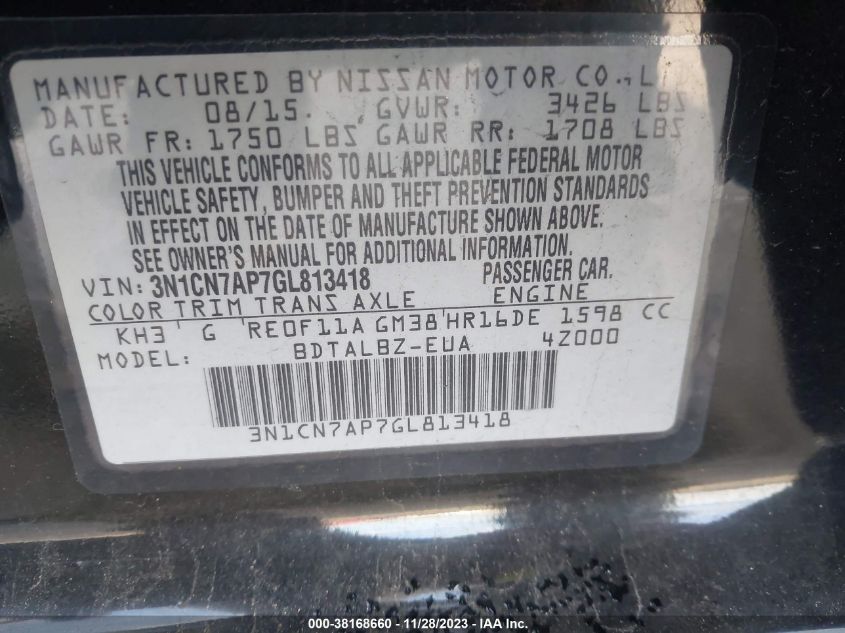 MANUFACTURED BY NISSAN MOTOR CO., LTD.
DATE: 08/15. GVWR: 3426 LBS
GAWR FR: 1750 LBS GAWR RR: 1708 LBS
THIS VEHICLE CONFORMS TO ALL APPLICABLE FEDERAL MOTOR
VEHICLE SAFETY, BUMPER AND THEFT PREVENTION STANDARDS
IN EFFECT ON THE DATE OF MANUFACTURE SHOWN ABOVE.
SEE OWNER'S MANUAL FOR ADDITIONAL INFORMATION.
VIN: 3N1CN7AP7GL813418 PASSENGER CAR.
COLOR TRIM TRANS AXLE ENGINE
KH3 G RE0F11A GM38 HR16DE 1598 CC
MODEL: BDTALBZ-EUA 4Z000
3N1CN7AP7GL813418
000-38168660 - 11/28/2023 - IAA Inc.